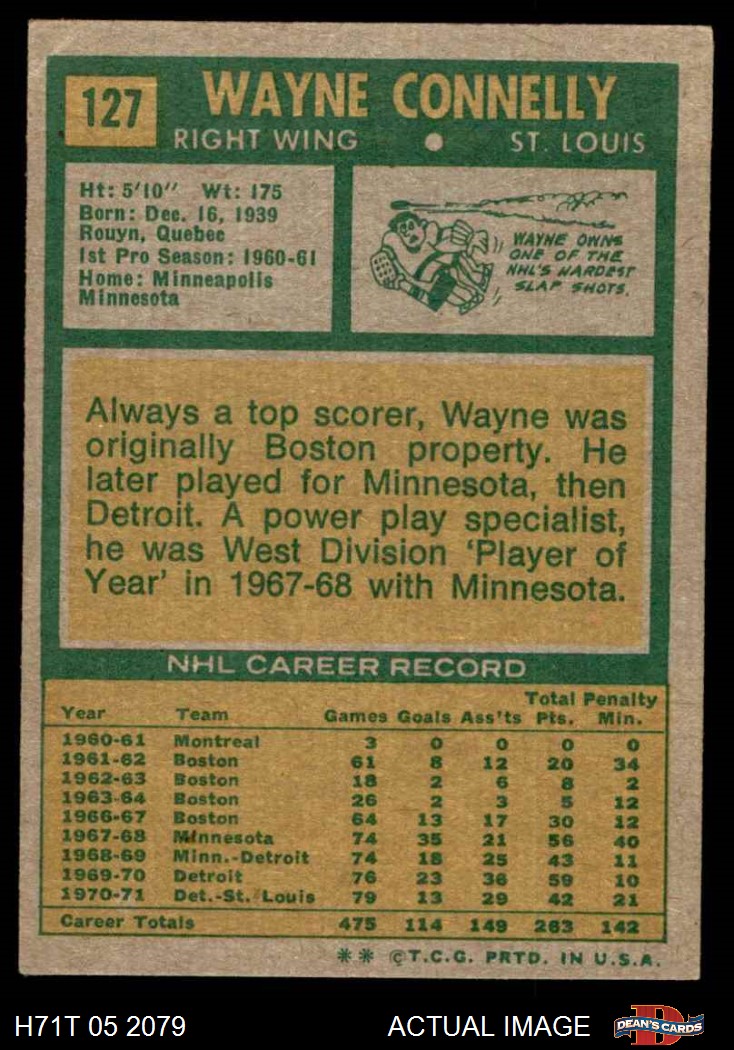 127
WAYNE CONNELLY
RIGHT WING • ST. LOUIS
Ht: 5'10" Wt: 175
Born: Dec. 16, 1939
Rouyn, Quebec
1st Pro Season: 1960-61
Home: Minneapolis
Minnesota
WAYNE OWNS
ONE OF THE
NHL'S HARDEST
SLAP SHOTS.
Always a top scorer, Wayne was
originally Boston property. He
later played for Minnesota, then
Detroit. A power play specialist,
he was West Division 'Player of
Year' in 1967-68 with Minnesota.
NHL CAREER RECORD
Total Penalty
Year Team Games Goals Ass'ts Pts. Min.
1960-61 Montreal 3 0 0 0 0
1961-62 Boston 61 8 12 20 34
1962-63 Boston 18 2 6 8 2
1963-64 Boston 26 2 3 5 12
1966-67 Boston 64 13 17 30 12
1967-68 Minnesota 74 35 21 56 40
1968-69 Minn.-Detroit 74 18 25 43 11
1969-70 Detroit 76 23 36 59 10
1970-71 Det.-St. Louis 79 13 29 42 21
Career Totals 475 114 149 263 142
** ©T.C.G. PRTD. IN U.S.A.
H71T 05 2079 ACTUAL IMAGE D DEAN'S CARDS